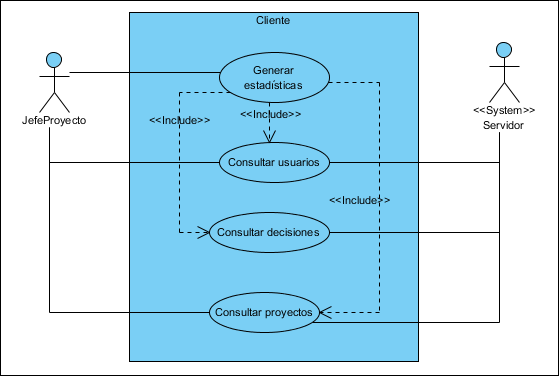 Cliente
Generar
estadísticas
JefeProyecto
<<System>>
Servidor
<<Include>>
<<Include>>
Consultar usuarios
<<Include>>
Consultar decisiones
Consultar proyectos